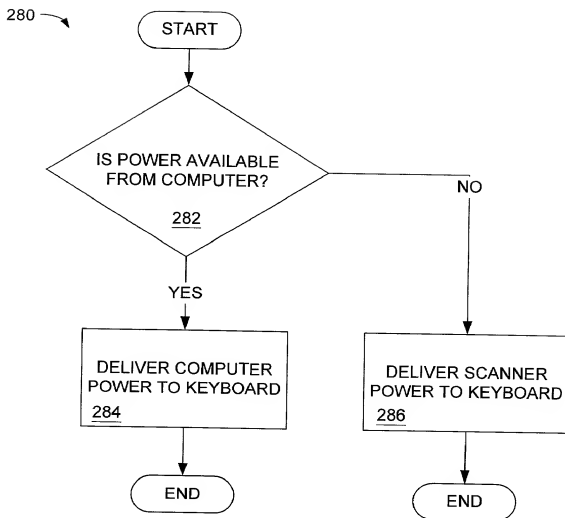 280
START
IS POWER AVAILABLE
FROM COMPUTER?
282
NO
YES
DELIVER COMPUTER
POWER TO KEYBOARD
284
DELIVER SCANNER
POWER TO KEYBOARD
286
END
END